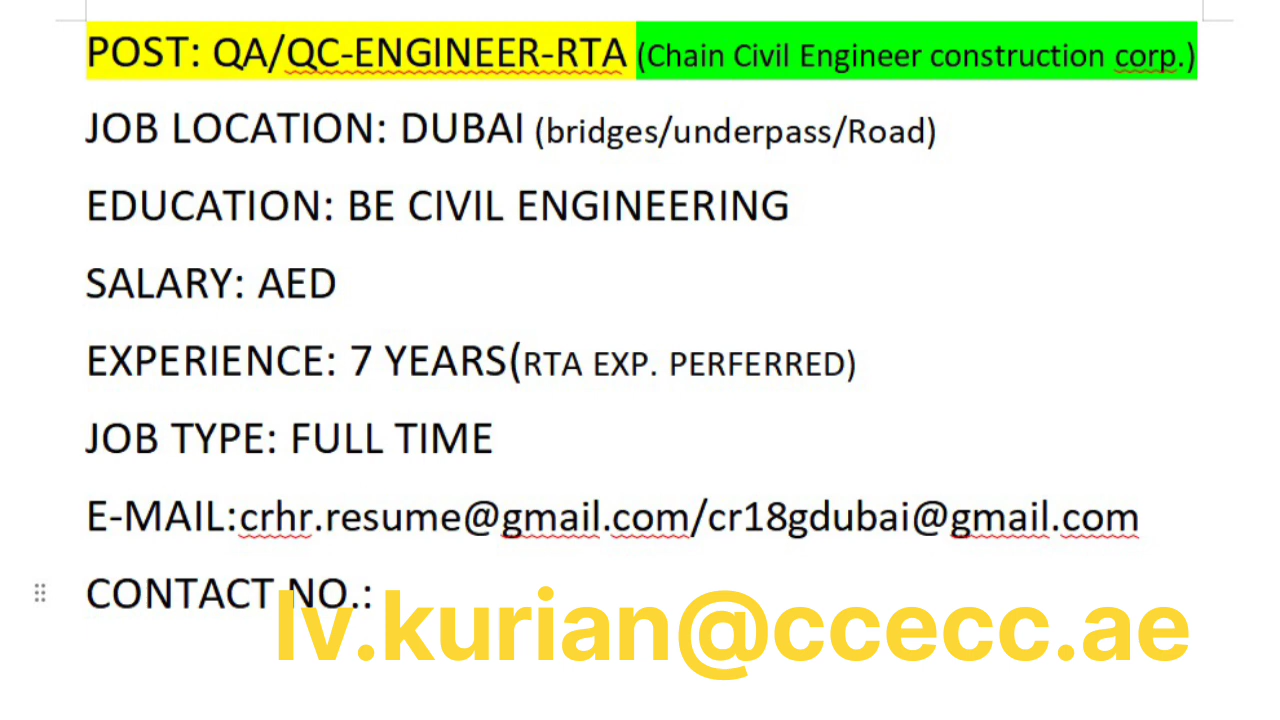 POST: QA/QC-ENGINEER-RTA (Chain Civil Engineer construction corp.)
JOB LOCATION: DUBAI (bridges/underpass/Road)
EDUCATION: BE CIVIL ENGINEERING
SALARY: AED
EXPERIENCE: 7 YEARS(RTA EXP. PERFERRED)
JOB TYPE: FULL TIME
E-MAIL:crhr.resume@gmail.com/cr18gdubai@gmail.com
CONTACT NO.:
lv.kurian@ccecc.ae